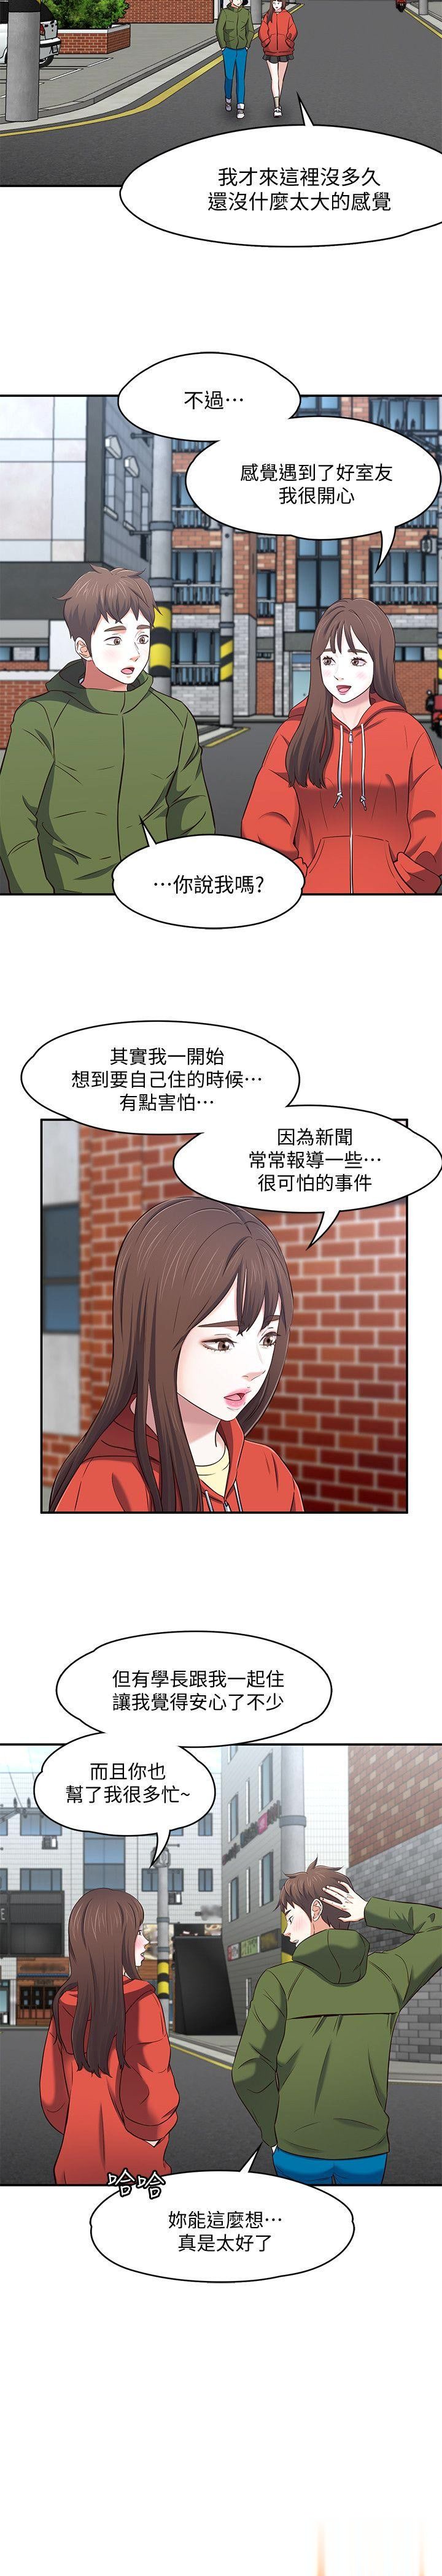 我才來這裡沒多久
還沒什麼太大的感覺
不過…
感覺遇到了好室友
我很開心
…你說我嗎?
其實我一開始
想到要自己住的時候…
有點害怕…
因為新聞
常常報導一些…
很可怕的事件
但有學長跟我一起住
讓我覺得安心了不少
而且你也
幫了我很多忙~
哈哈
妳能這麼想…
真是太好了